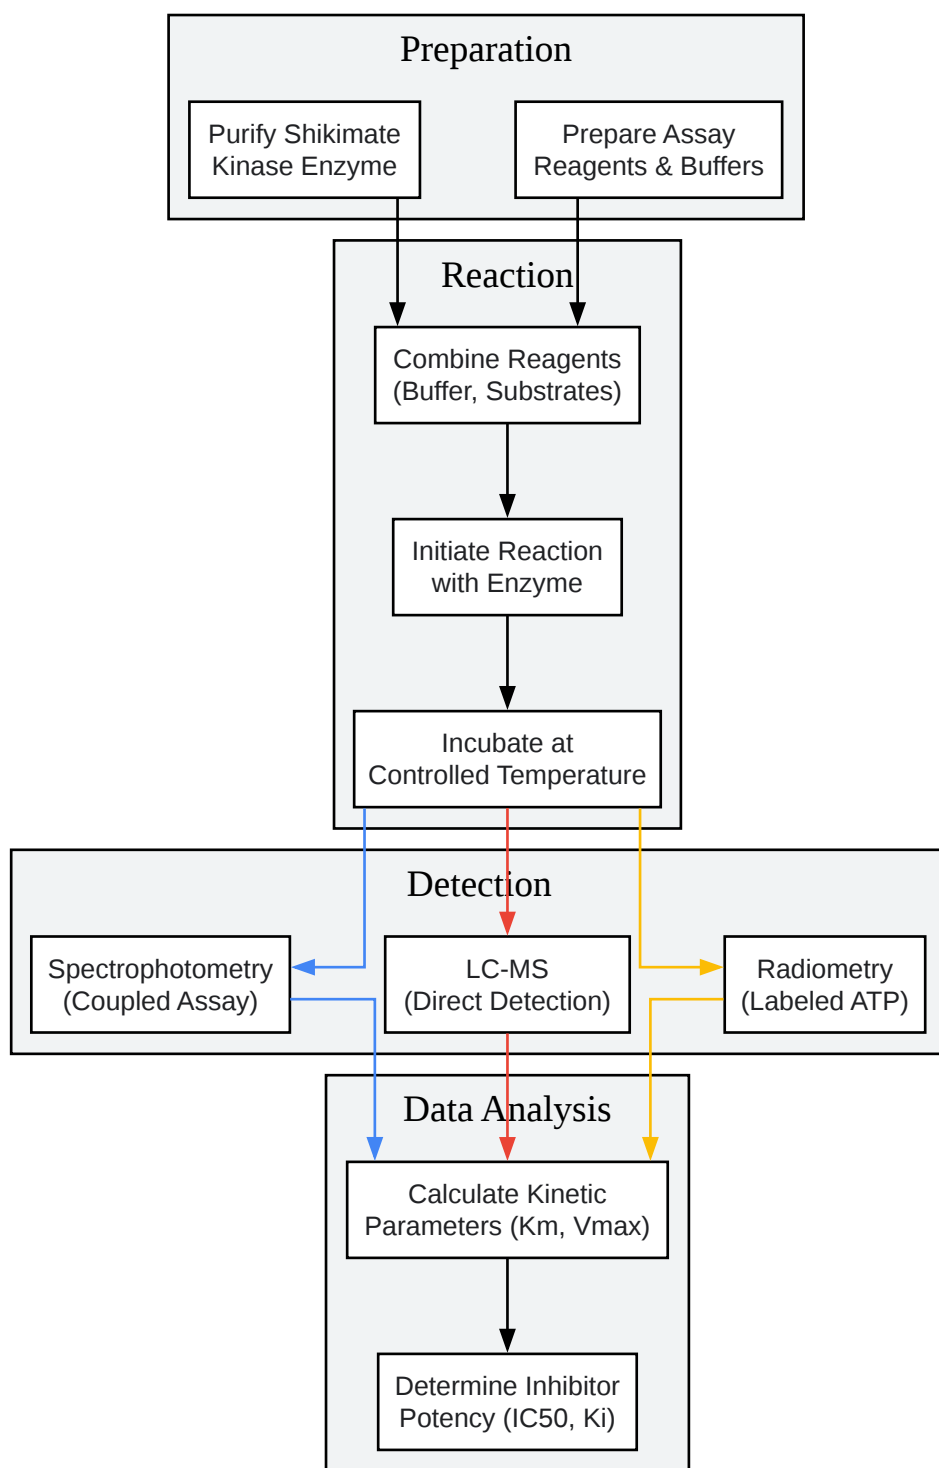 Preparation
Purify Shikimate
Kinase Enzyme
Prepare Assay
Reagents & Buffers
Reaction
Combine Reagents
(Buffer, Substrates)
Initiate Reaction
with Enzyme
Incubate at
Controlled Temperature
Detection
Spectrophotometry
(Coupled Assay)
LC-MS
(Direct Detection)
Radiometry
(Labeled ATP)
Data Analysis
Calculate Kinetic
Parameters (Km, Vmax)
Determine Inhibitor
Potency (IC50, Ki)